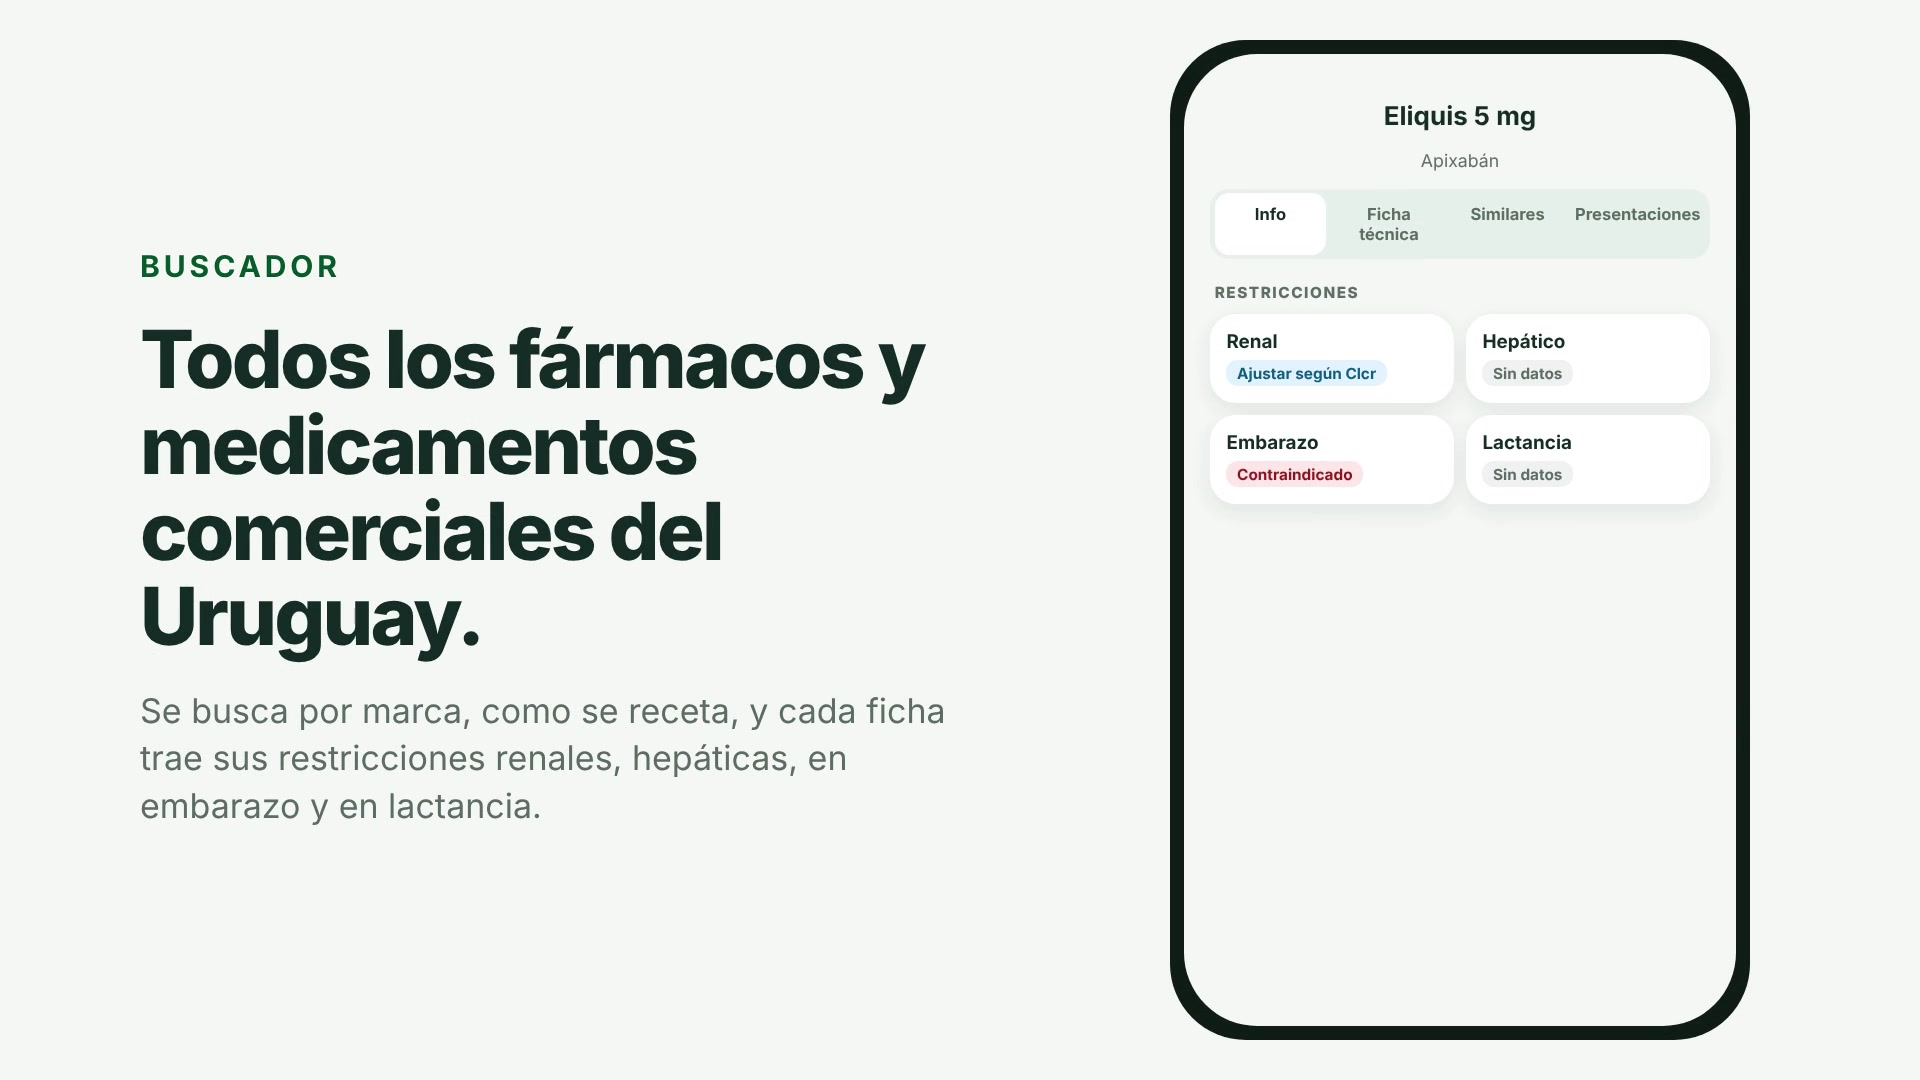 BUSCADOR
Todos los fármacos y
medicamentos
comerciales del
Uruguay.
Se busca por marca, como se receta, y cada ficha
trae sus restricciones renales, hepáticas, en
embarazo y en lactancia.
Eliquis 5 mg
Apixabán
Info
Ficha
técnica
Similares
Presentaciones
RESTRICCIONES
Renal
Ajustar según Clcr
Hepático
Sin datos
Embarazo
Contraindicado
Lactancia
Sin datos